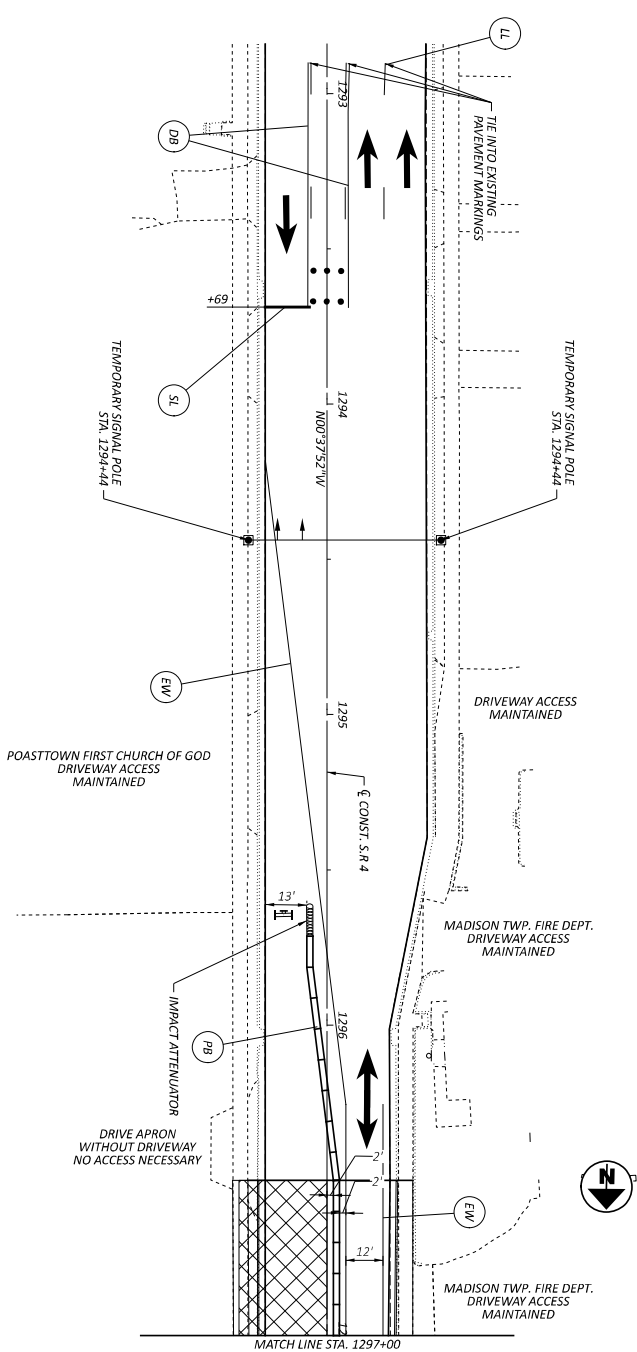 LL
1293
TIE INTO EXISTING
PAVEMENT MARKINGS
DB
+69
SL
1294
N00°37'52"W
TEMPORARY SIGNAL POLE
STA. 1294+44
TEMPORARY SIGNAL POLE
STA. 1294+44
EW
1295
DRIVEWAY ACCESS
MAINTAINED
POASTTOWN FIRST CHURCH OF GOD
DRIVEWAY ACCESS
MAINTAINED
℄ CONST. S.R 4
13'
MADISON TWP. FIRE DEPT.
DRIVEWAY ACCESS
MAINTAINED
IMPACT ATTENUATOR
1296
PB
DRIVE APRON
WITHOUT DRIVEWAY
NO ACCESS NECESSARY
2'
2'
N
EW
12'
MADISON TWP. FIRE DEPT.
DRIVEWAY ACCESS
MAINTAINED
12
MATCH LINE STA. 1297+00